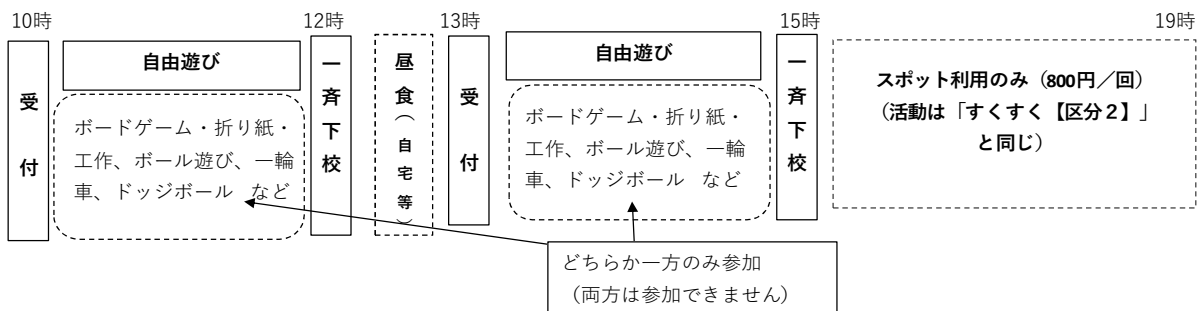 10時
12時
13時
15時
19時
受付
自由遊び
ボードゲーム・折り紙・
工作、ボール遊び、一輪
車、ドッジボール　など
一斉下校
昼食（自宅等）
受付
自由遊び
ボードゲーム・折り紙・
工作、ボール遊び、一輪
車、ドッジボール　など
一斉下校
スポット利用のみ（800円／回）
（活動は「すくすく【区分２】」
と同じ）
どちらか一方のみ参加
（両方は参加できません）